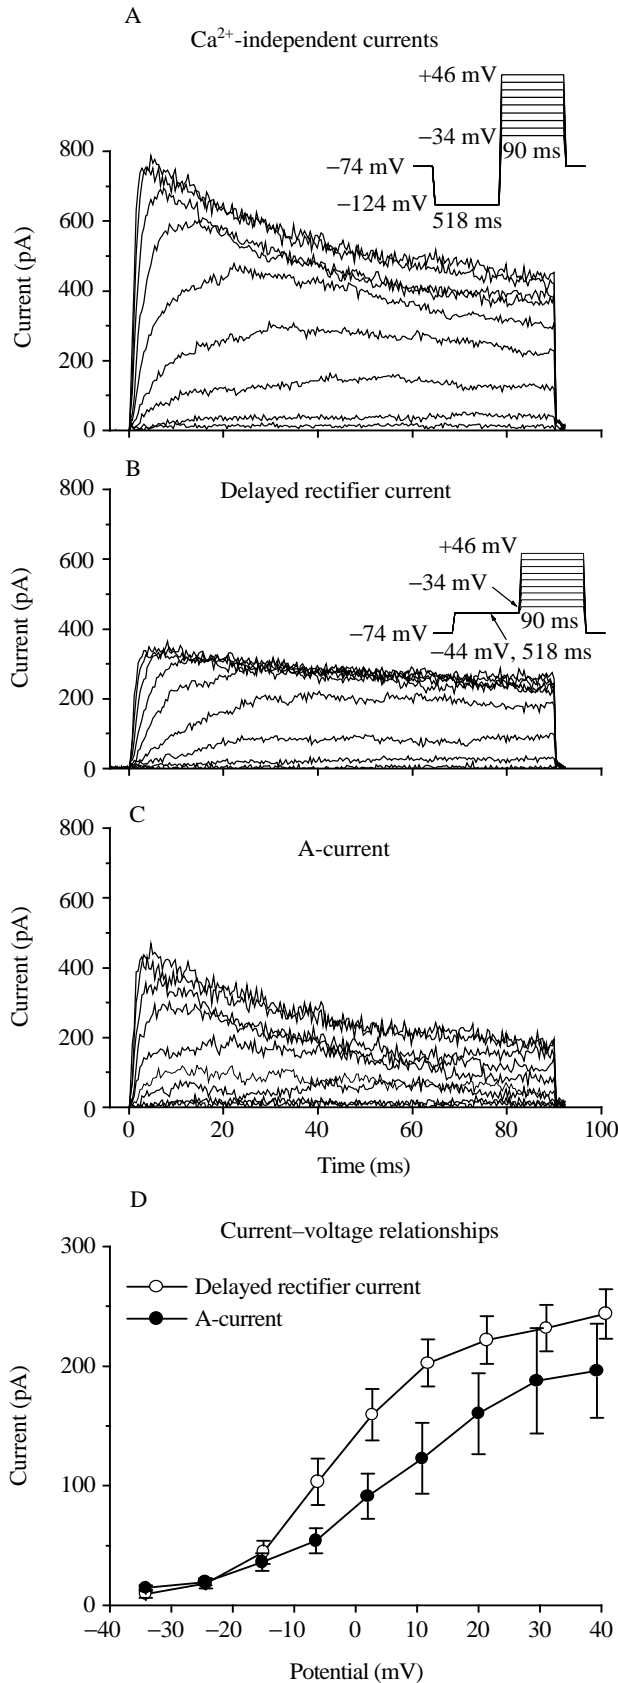 A
Ca²⁺-independent currents
+46 mV
−34 mV
90 ms
−74 mV
−124 mV
518 ms
800
600
400
200
0
Current (pA)
B
Delayed rectifier current
+46 mV
−34 mV
90 ms
−74 mV
−44 mV, 518 ms
800
600
400
200
0
Current (pA)
C
A-current
800
600
400
200
0
Current (pA)
0 20 40 60 80 100
Time (ms)
D
Current–voltage relationships
Delayed rectifier current
A-current
300
200
100
0
Current (pA)
−40 −30 −20 −10 0 10 20 30 40
Potential (mV)